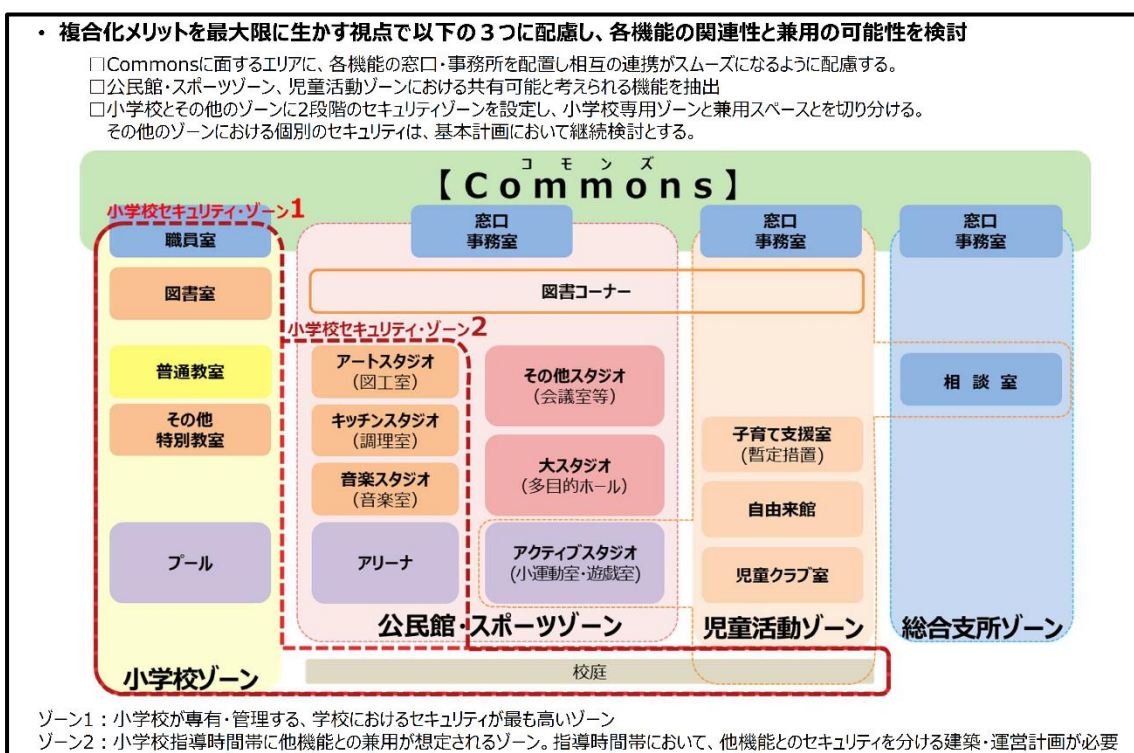 ・ 複合化メリットを最大限に生かす視点で以下の３つに配慮し、各機能の関連性と兼用の可能性を検討
□Commonsに面するエリアに、各機能の窓口・事務所を配置し相互の連携がスムーズになるように配慮する。
□公民館・スポーツゾーン、児童活動ゾーンにおける共有可能と考えられる機能を抽出
□小学校とその他のゾーンに2段階のセキュリティゾーンを設定し、小学校専用ゾーンと兼用スペースとを切り分ける。
その他のゾーンにおける個別のセキュリティは、基本計画において継続検討とする。
コモンズ
【Commons】
小学校セキュリティ・ゾーン1
職員室
窓口
事務室
窓口
事務室
窓口
事務室
図書室
図書コーナー
小学校セキュリティ・ゾーン2
普通教室
アートスタジオ
(図工室)
その他スタジオ
(会議室等)
相談室
その他
特別教室
キッチンスタジオ
(調理室)
子育て支援室
(暫定措置)
音楽スタジオ
(音楽室)
大スタジオ
(多目的ホール)
自由来館
プール
アリーナ
アクティブスタジオ
(小運動室・遊戯室)
児童クラブ室
公民館・スポーツゾーン
児童活動ゾーン
総合支所ゾーン
小学校ゾーン
校庭
ゾーン1：小学校が専有・管理する、学校におけるセキュリティが最も高いゾーン
ゾーン2：小学校指導時間帯に他機能との兼用が想定されるゾーン。指導時間帯において、他機能とのセキュリティを分ける建築・運営計画が必要